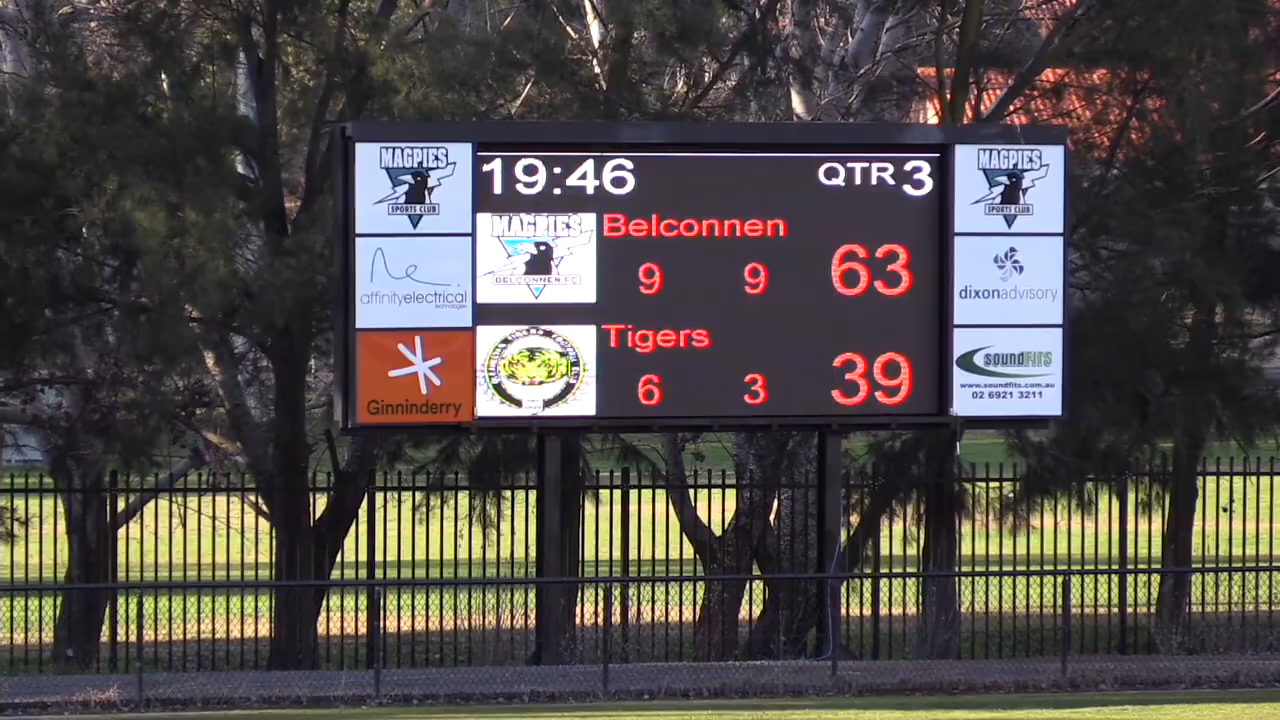 MAGPIES
SPORTS CLUB
affinityelectrical
technologies
Ginninderry
19:46 QTR 3
MAGPIES
BELCONNEN FC
Belconnen
9 9 63
Tigers
6 3 39
MAGPIES
SPORTS CLUB
dixonadvisory
SOUNDFITS
www.soundfits.com.au
02 6921 3211